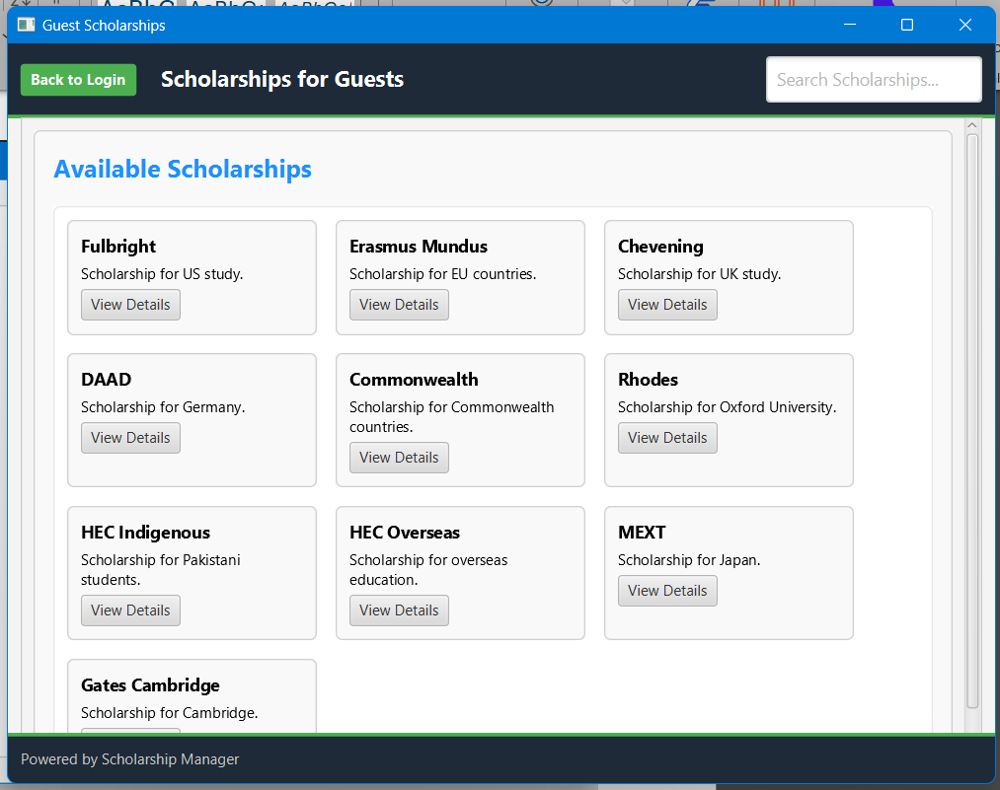 Guest Scholarships
Back to Login
Scholarships for Guests
Search Scholarships...
Available Scholarships
Fulbright
Scholarship for US study.
View Details
Erasmus Mundus
Scholarship for EU countries.
View Details
Chevening
Scholarship for UK study.
View Details
DAAD
Scholarship for Germany.
View Details
Commonwealth
Scholarship for Commonwealth
countries.
View Details
Rhodes
Scholarship for Oxford University.
View Details
HEC Indigenous
Scholarship for Pakistani
students.
View Details
HEC Overseas
Scholarship for overseas
education.
View Details
MEXT
Scholarship for Japan.
View Details
Gates Cambridge
Scholarship for Cambridge.
Powered by Scholarship Manager